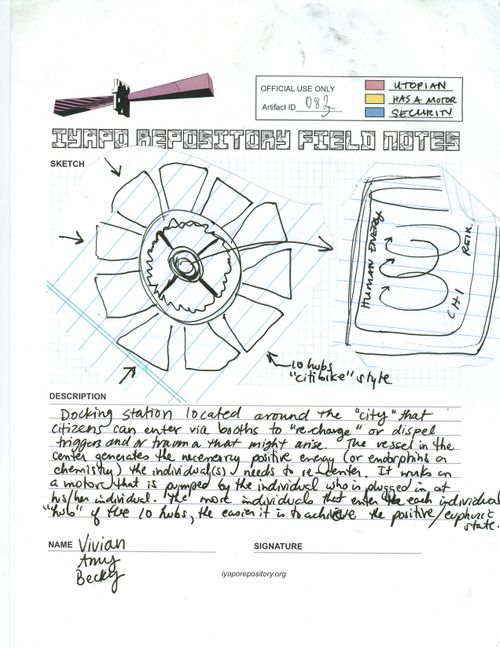 OFFICIAL USE ONLY
Artifact ID 082
UTOPIAN
HAS A MOTOR
SECURITY
IYAPO REPOSITORY FIELD NOTES
SKETCH
HUMAN ENERGY
REIK
CHI
10 hubs
"citibike" style
DESCRIPTION
Docking station located around the "city" that
citizens can enter via booths to "re-charge" or dispel
triggers and/or trauma that might arise. The vessel in the
center generates the necessary positive energy (or endorphins or
chemistry) the individual(s) needs to re-center. It works on
a motor that is pumped by the individual who is plugged in at
his/her individual. The more individuals that enter the each individual
"hub" of the 10 hubs, the easier it is to achieve the positive/euphoric
state.
NAME Vivian
SIGNATURE
Amy
Becky
iyaporepository.org